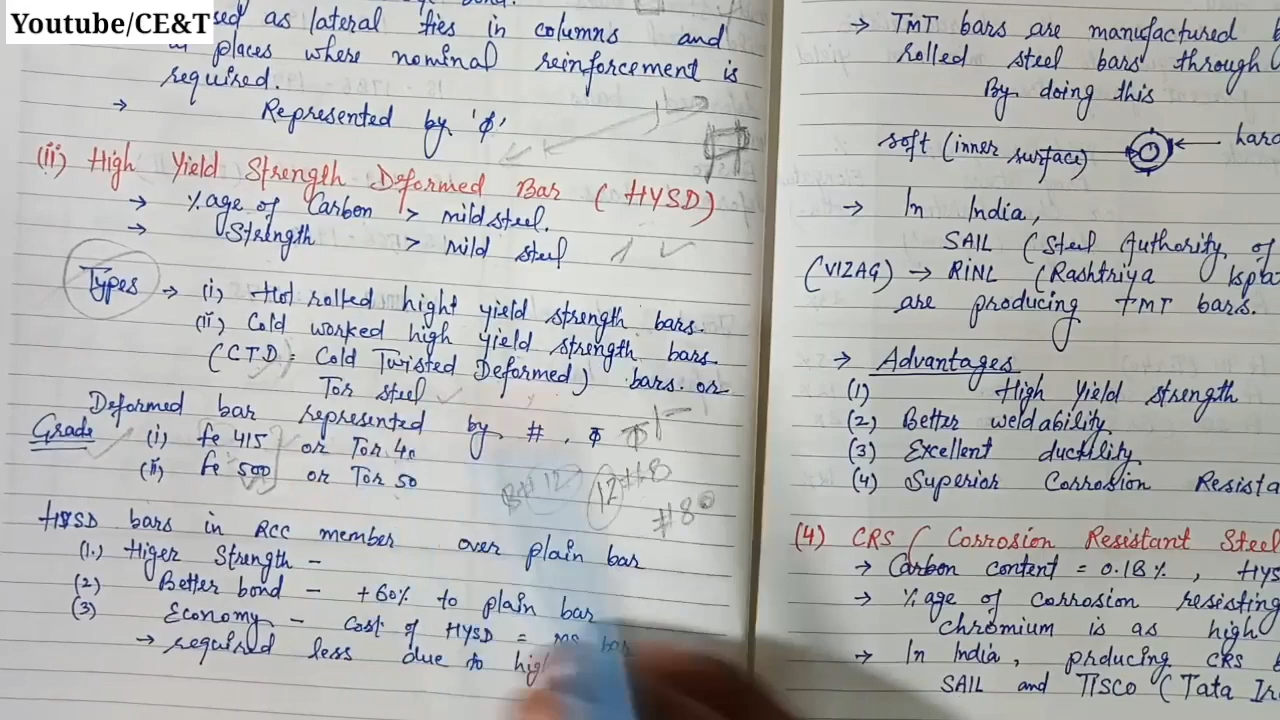 Youtube/CE&T
as lateral ties in columns and
places where nominal reinforcement is
required.
→ Represented by 'ϕ'
(ii) High Yield Strength Deformed Bar (HYSD)
→ %age of Carbon > mild steel.
→ Strength > mild steel
Types → (i) Hot rolled hight yield strength bars.
(ii) Cold worked high yield strength bars
(CTD: Cold Twisted Deformed) bars. or
Tor steel
Deformed bar represented by #,
Grade (i) fe 415 or Tor 40
(ii) fe 500 or Tor 50
12 #8
#8
HYSD bars in RCC member over plain bar
(1.) Higer Strength -
(2) Better bond - +60% to plain bar
(3) Economy - cost of HYSD = ms bar
→ required less due to
→ TMT bars are manufactured
rolled steel bars through
By doing this
soft (inner surface) ← hard
→ In India,
SAIL (Steel Authority of
(VIZAG) → RINL (Rashtriya Ispat
are producing TMT bars.
→ Advantages
(1) High Yield strength
(2) Better weldability
(3) Excellent ductility
(4) Superior Corrosion Resista
(4) CRS (Corrosion Resistant Steel
→ Carbon content = 0.18%, HYS
→ %age of corrosion resisting
chromium is as high
→ In India, prducing CRS
SAIL and TISCO (Tata Ir